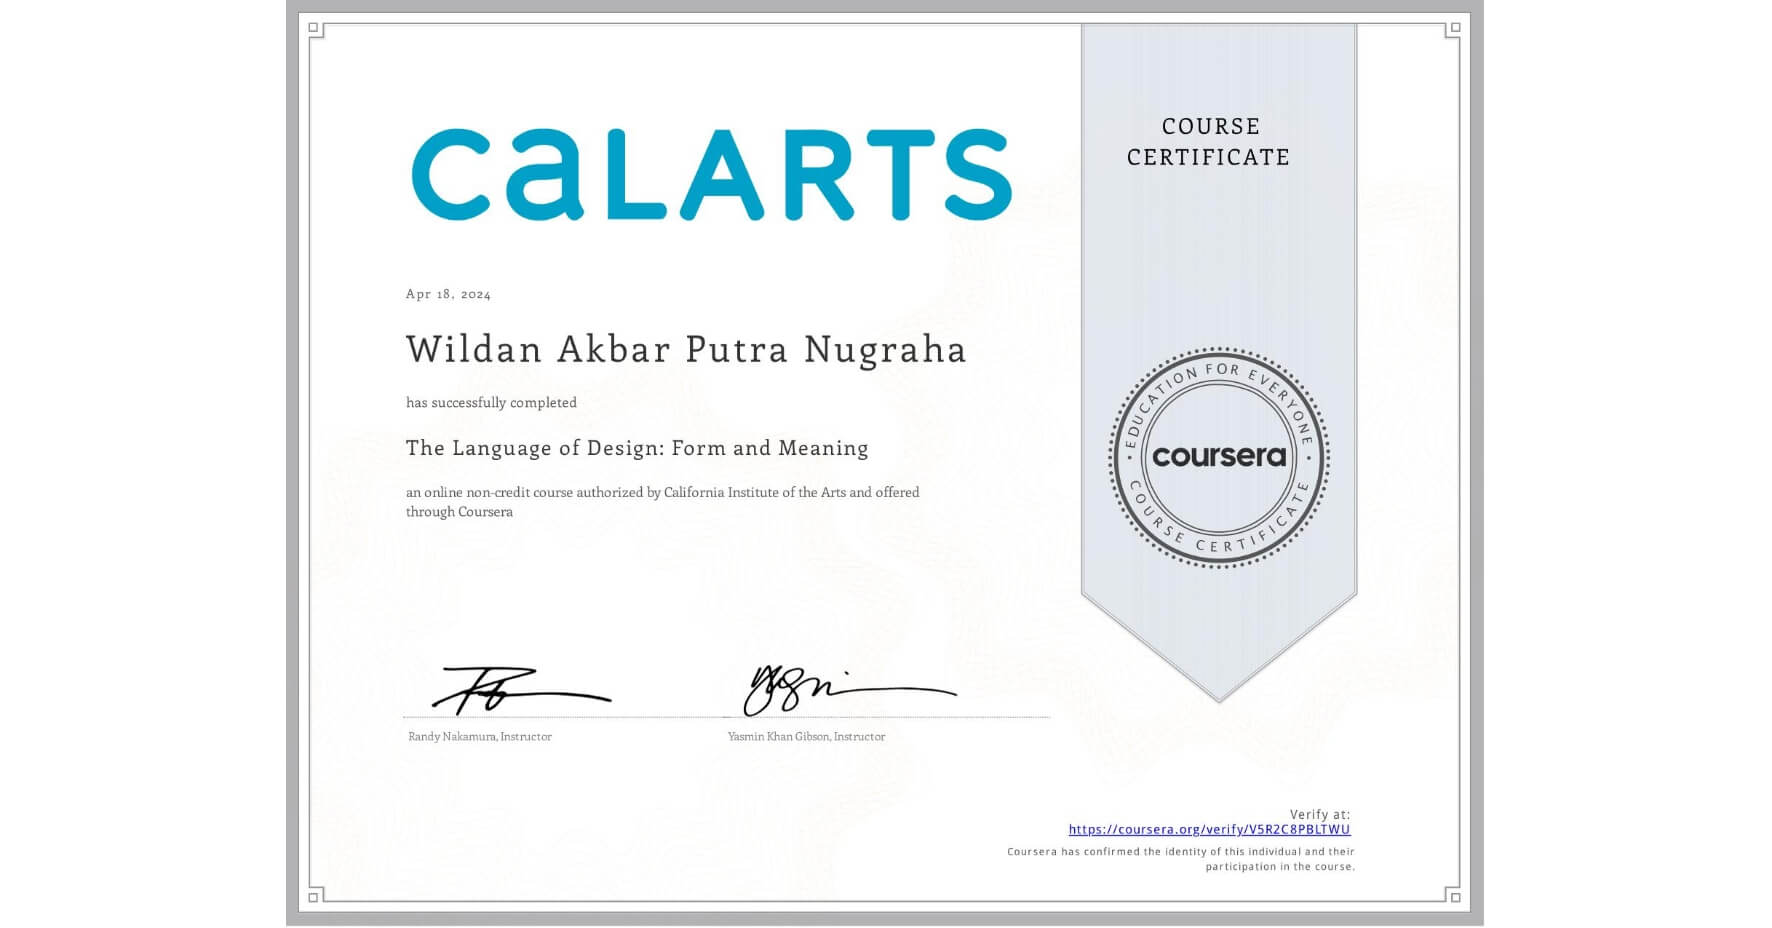 CALARTS
COURSE
CERTIFICATE
Apr 18, 2024
Wildan Akbar Putra Nugraha
has successfully completed
The Language of Design: Form and Meaning
an online non-credit course authorized by California Institute of the Arts and offered
through Coursera
EDUCATION FOR EVERYONE
coursera
COURSE CERTIFICATE
Randy Nakamura, Instructor
Yasmin Khan Gibson, Instructor
Verify at:
https://coursera.org/verify/V5R2C8PBLTWU
Coursera has confirmed the identity of this individual and their
participation in the course.